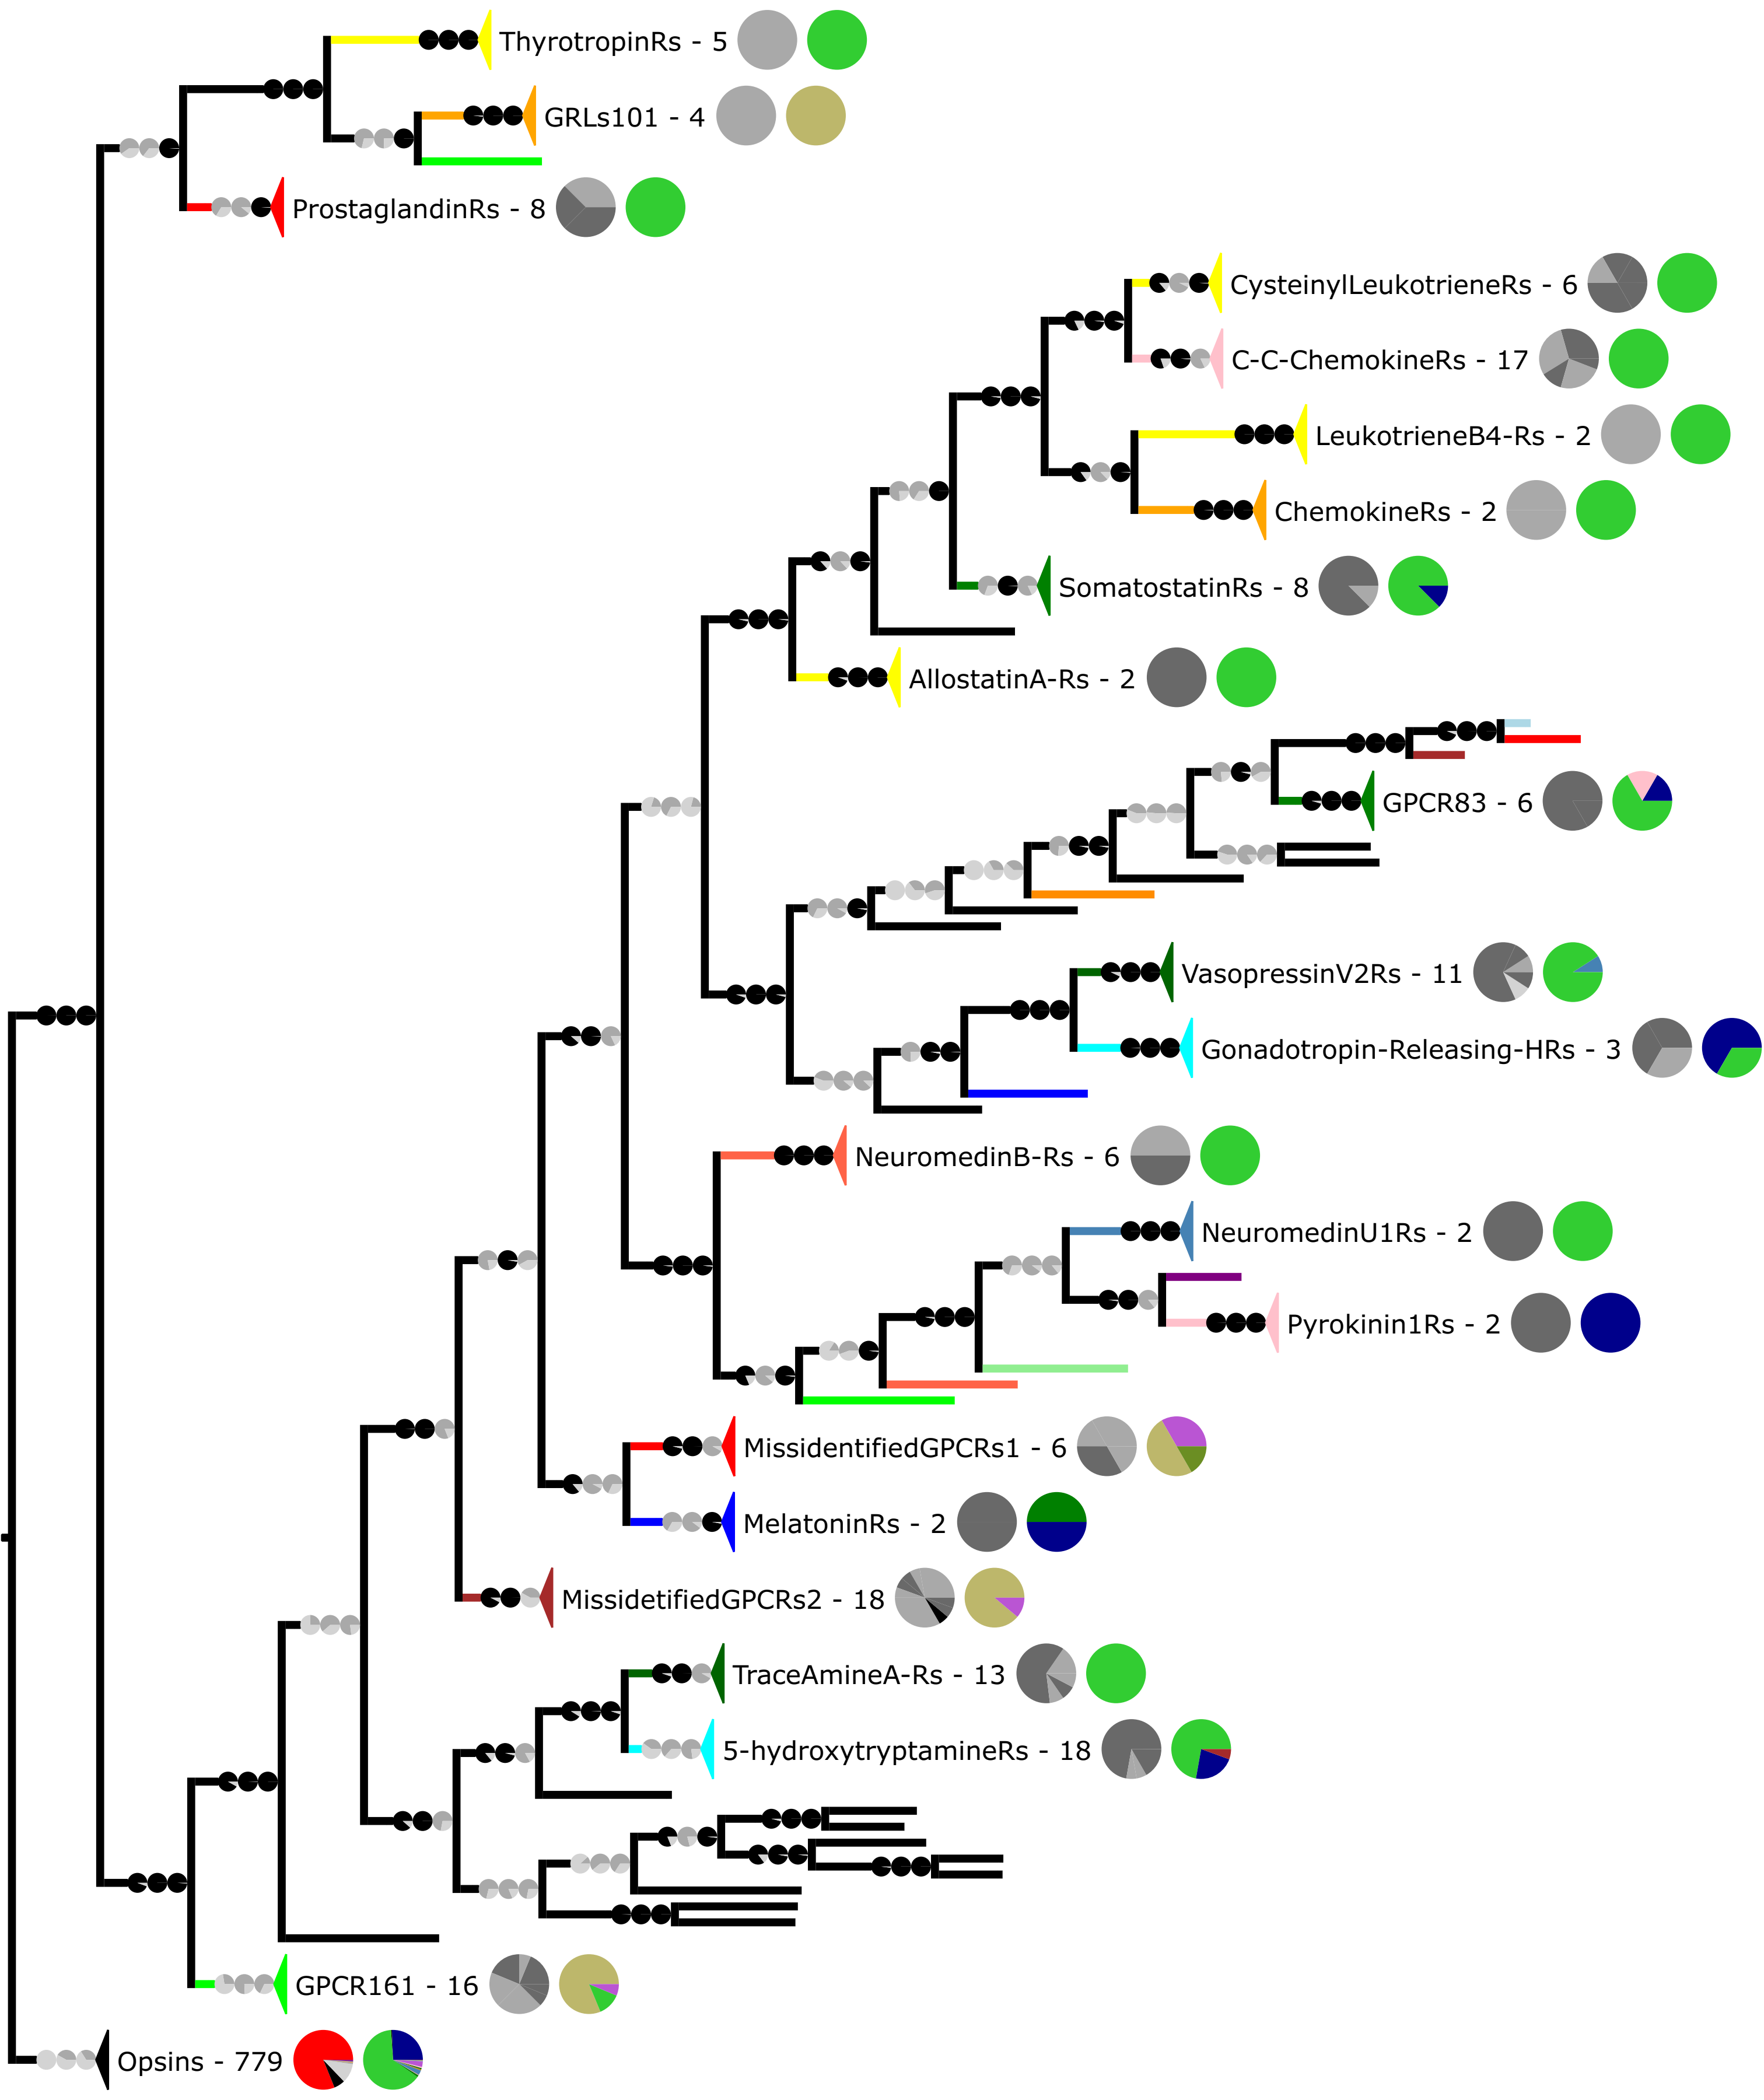 ThyrotropinRs - 5
GRLs101 - 4
ProstaglandinRs - 8
CysteinylLeukotrieneRs - 6
C-C-ChemokineRs - 17
LeukotrieneB4-Rs - 2
ChemokineRs - 2
SomatostatinRs - 8
AllostatinA-Rs - 2
GPCR83 - 6
VasopressinV2Rs - 11
Gonadotropin-Releasing-HRs - 3
NeuromedinB-Rs - 6
NeuromedinU1Rs - 2
Pyrokinin1Rs - 2
MissidentifiedGPCRs1 - 6
MelatoninRs - 2
MissidetifiedGPCRs2 - 18
TraceAmineA-Rs - 13
5-hydroxytryptamineRs - 18
GPCR161 - 16
Opsins - 779